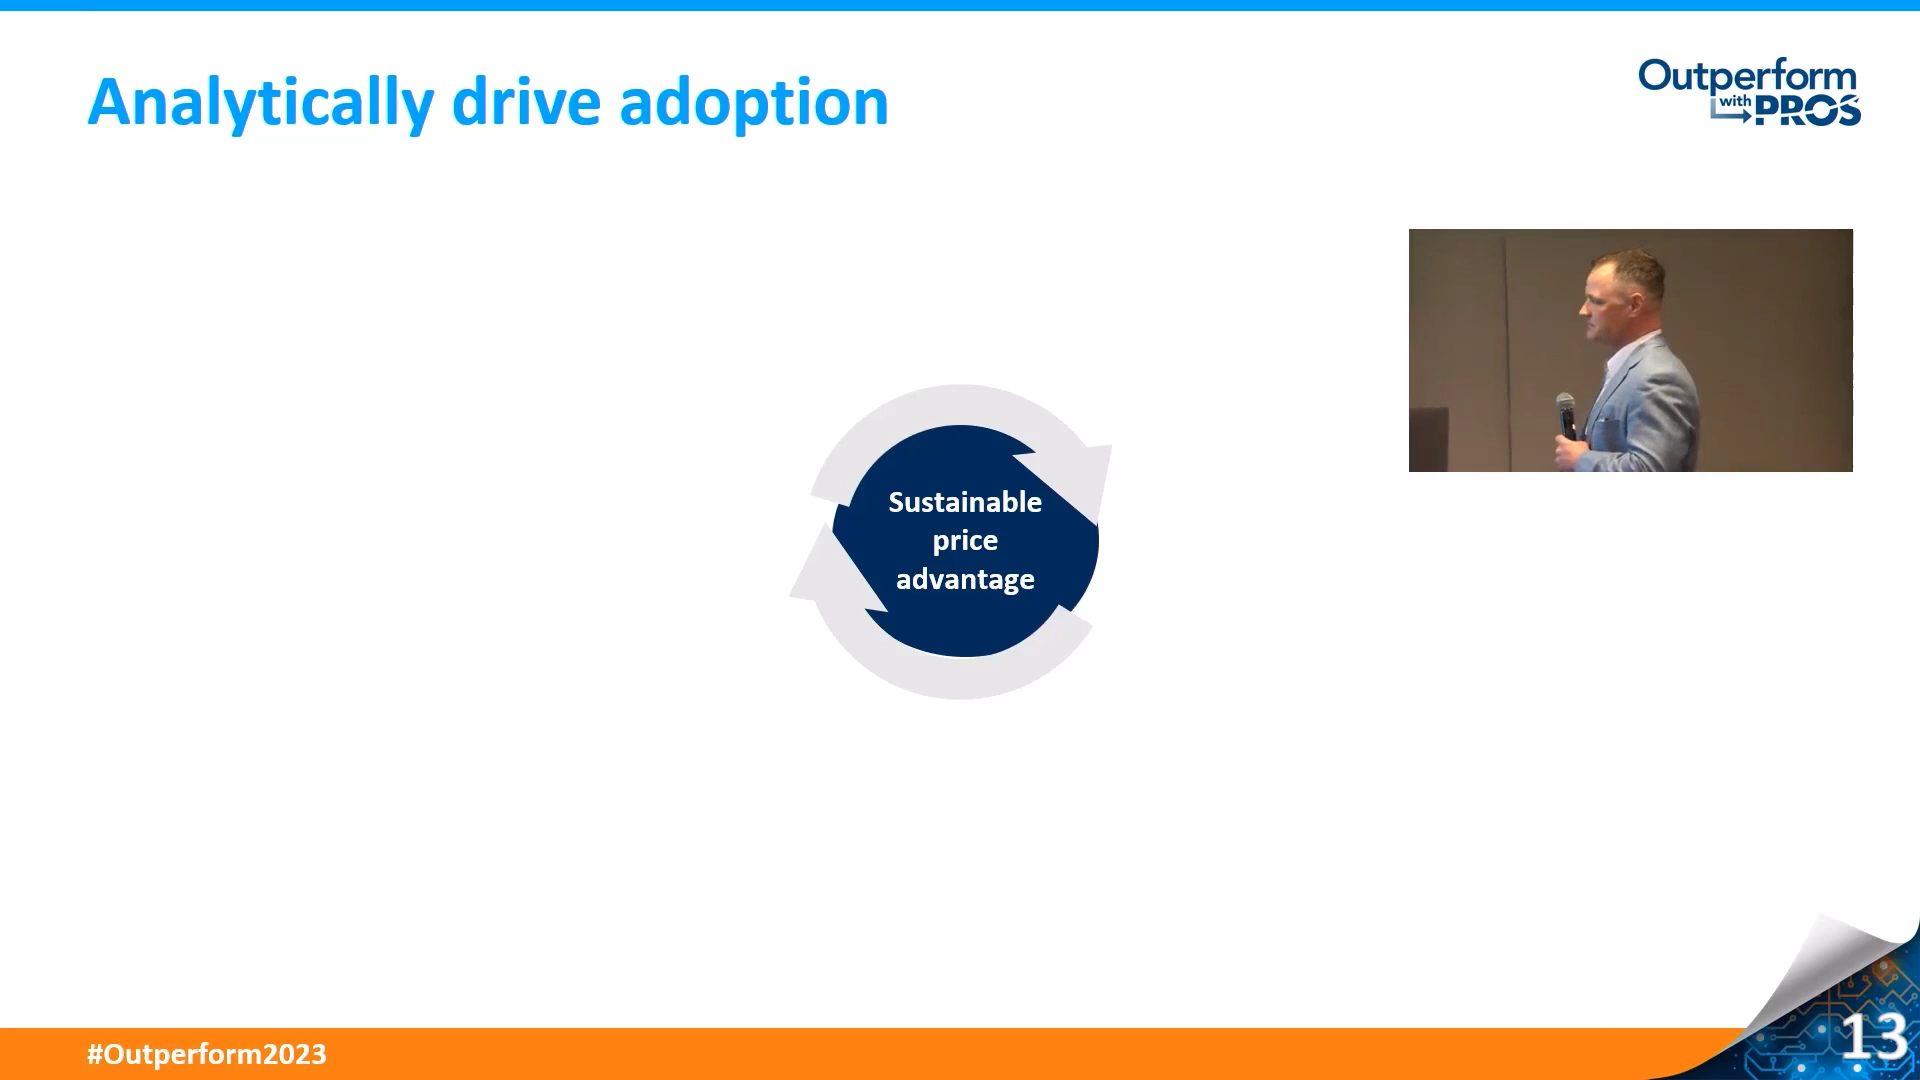 Analytically drive adoption
Outperform
with PROS
Sustainable
price
advantage
#Outperform2023
13